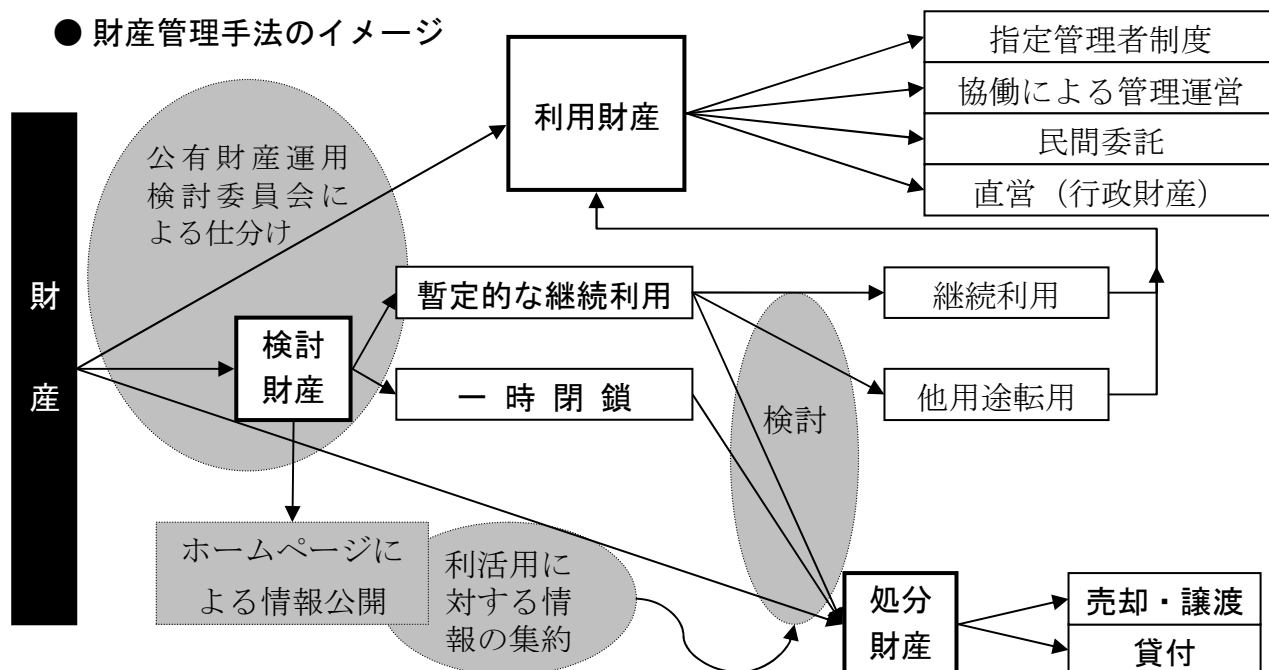 ● 財産管理手法のイメージ
財
産
公有財産運用
検討委員会に
よる仕分け
利用財産
指定管理者制度
協働による管理運営
民間委託
直営（行政財産）
検討
財産
暫定的な継続利用
一時閉鎖
検討
継続利用
他用途転用
ホームページに
よる情報公開
利活用に
対する情
報の集約
処分
財産
売却・譲渡
貸付